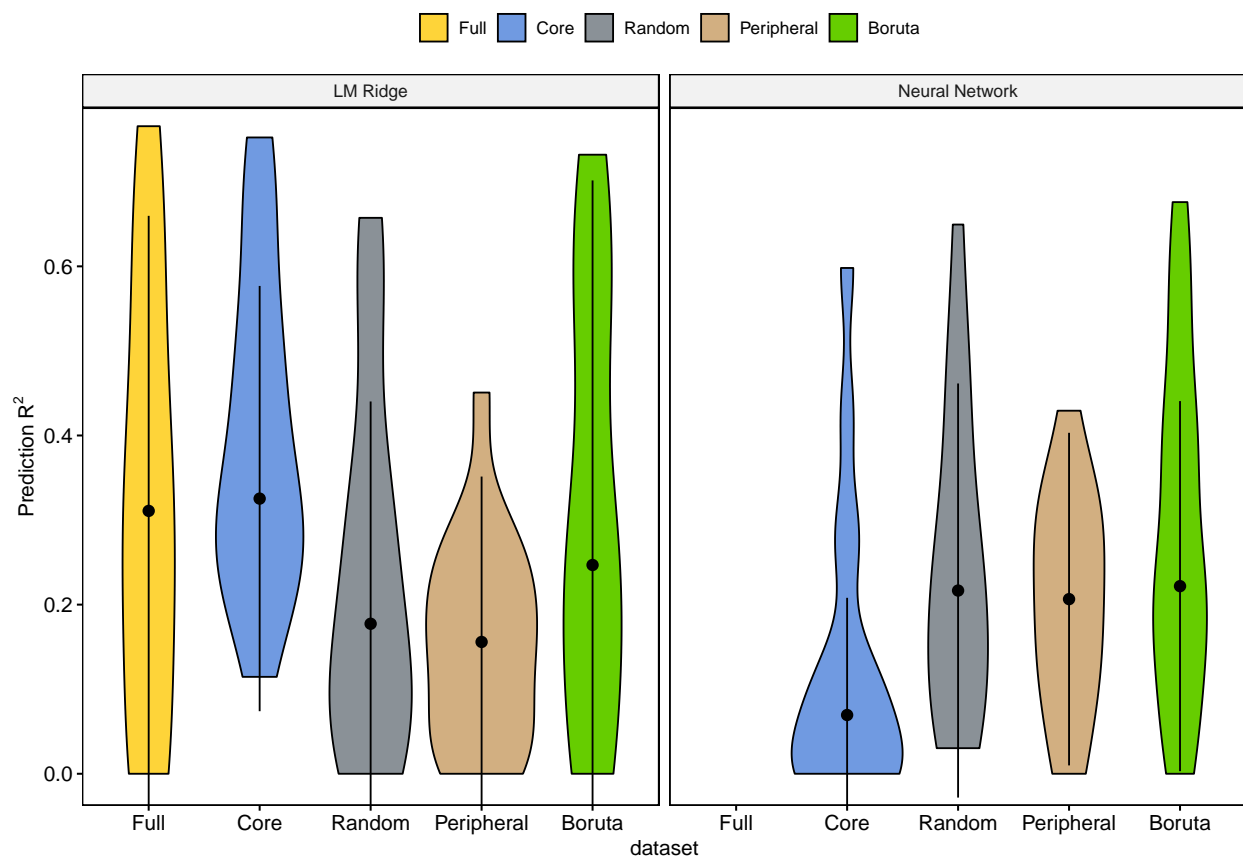 Full Core Random Peripheral Boruta
LM Ridge Neural Network
Prediction R²
0.6
0.4
0.2
0.0
Full Core Random Peripheral Boruta Full Core Random Peripheral Boruta
dataset